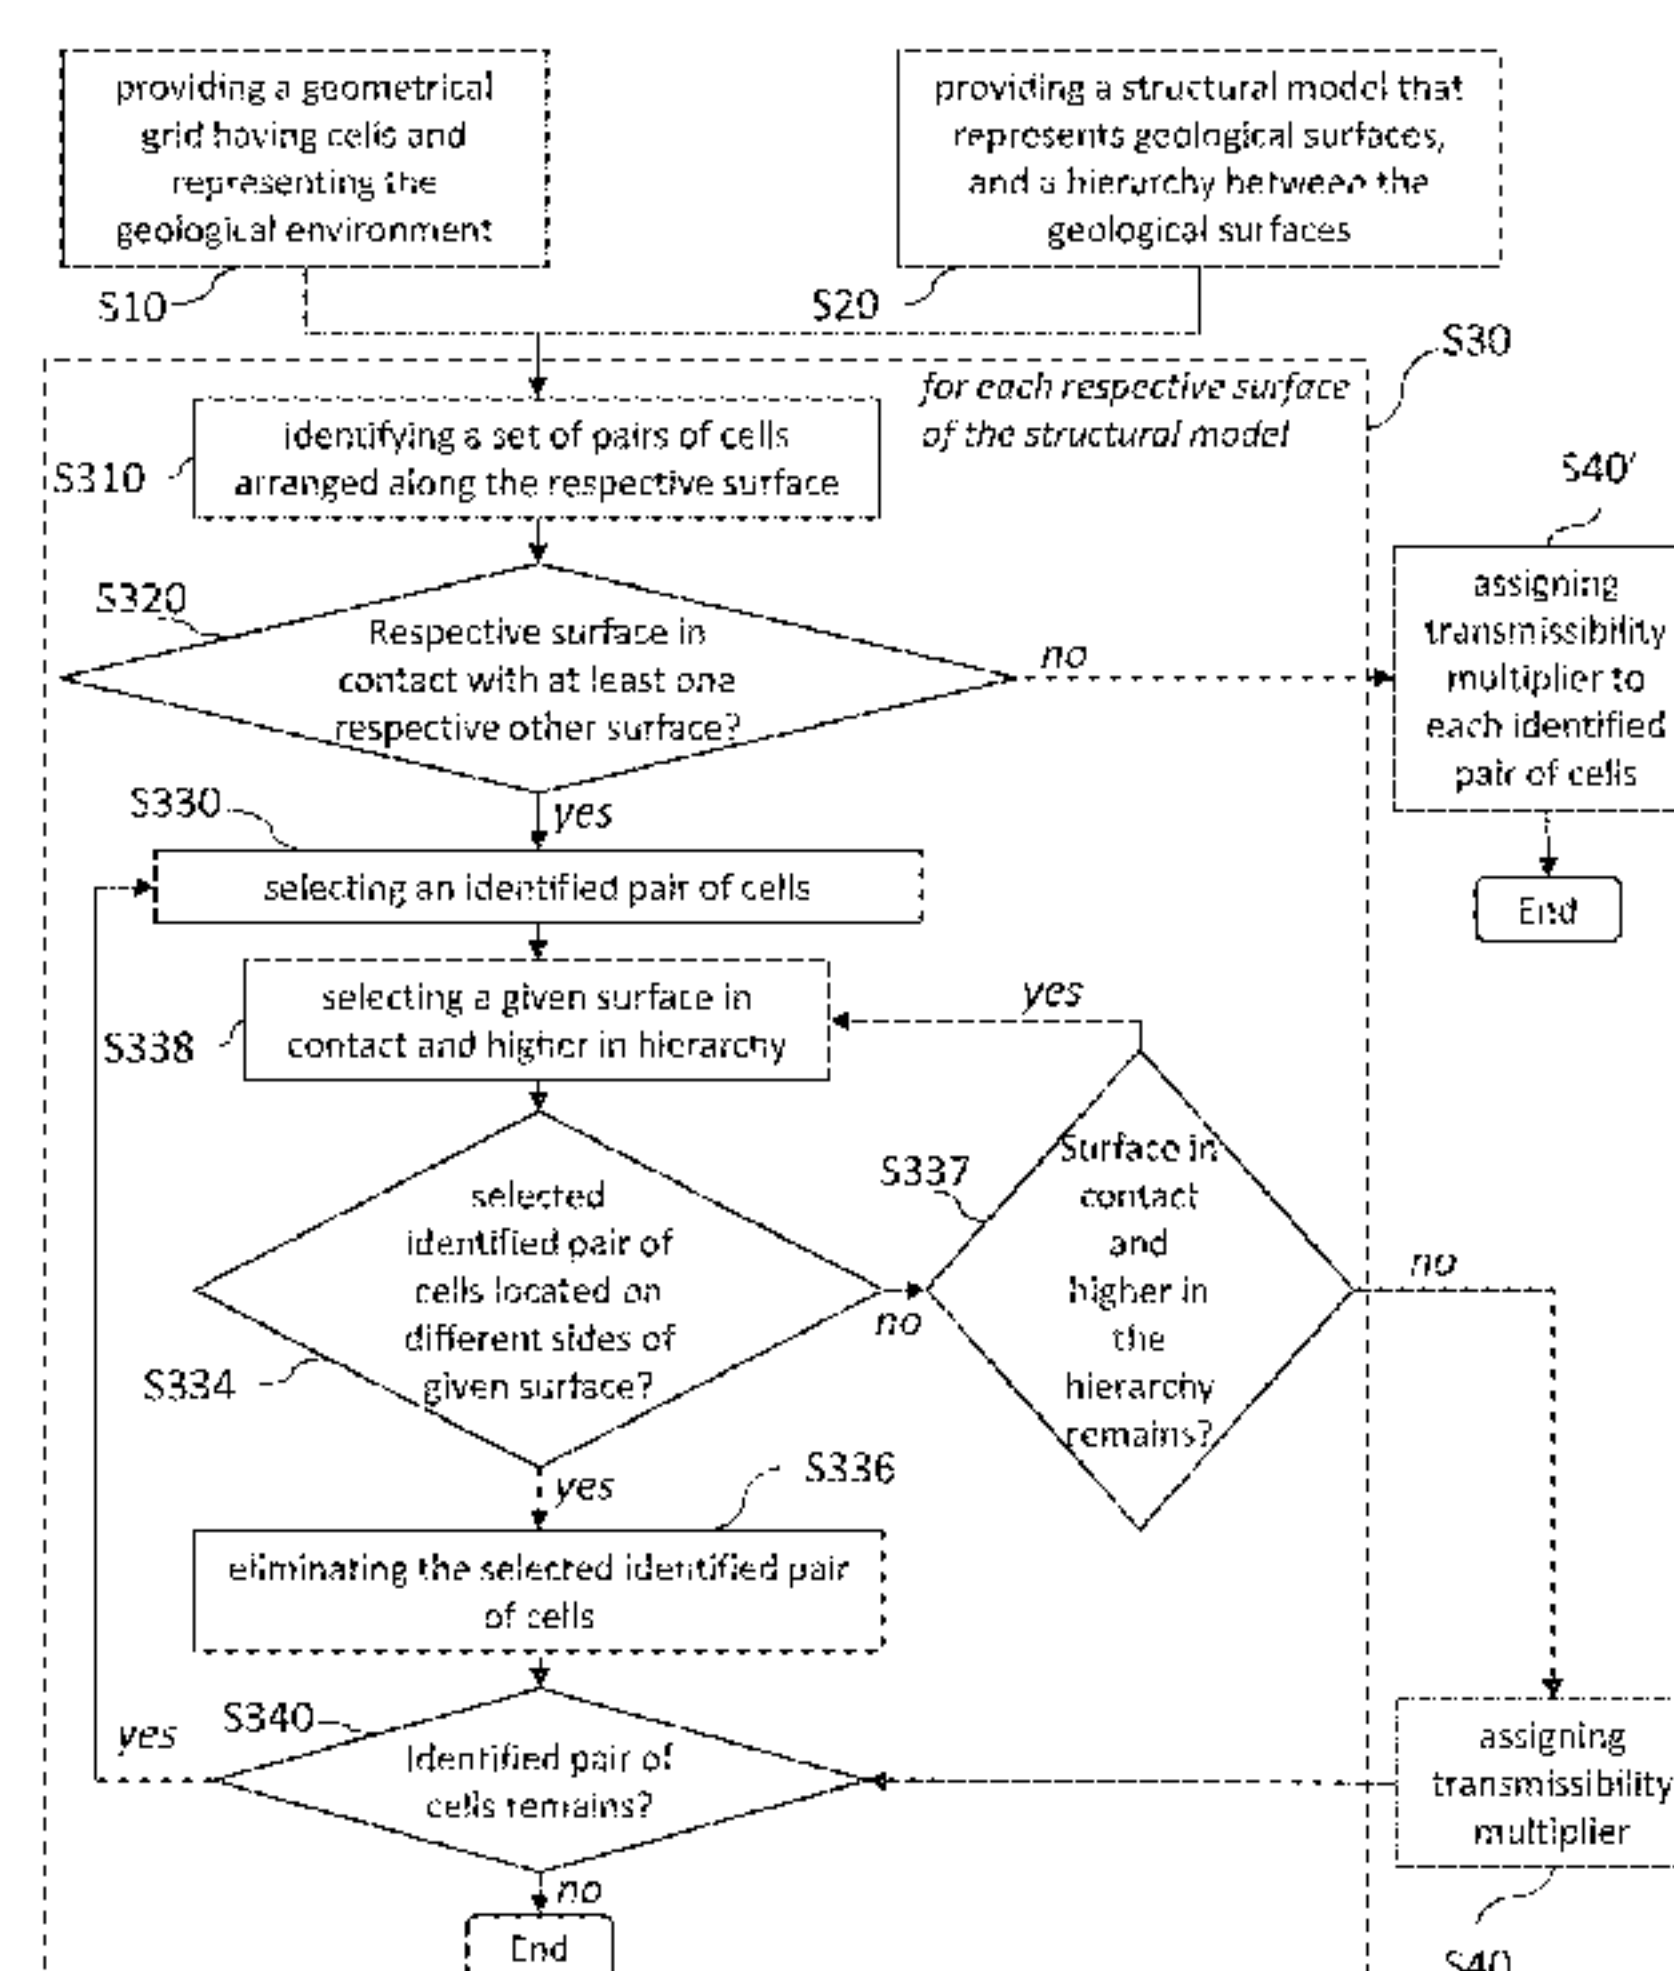 providing a geometrical
grid having cells and
representing the
geological environment
S10
providing a structural model that
represents geological surfaces,
and a hierarchy between the
geological surfaces
S20
S30
for each respective surface
of the structural model
identifying a set of pairs of cells
arranged along the respective surface
S310
S40'
assigning
transmissibility
multiplier to
each identified
pair of cells
End
S320
Respective surface in
contact with at least one
respective other surface?
no
yes
S330
selecting an identified pair of cells
selecting a given surface in
contact and higher in hierarchy
S338
yes
selected
identified pair of
cells located on
different sides of
given surface?
S334
no
S337
Surface in
contact
and
higher in
the
hierarchy
remains?
no
yes
S336
eliminating the selected identified pair
of cells
S340
yes
Identified pair of
cells remains?
assigning
transmissibility
multiplier
S40
no
End